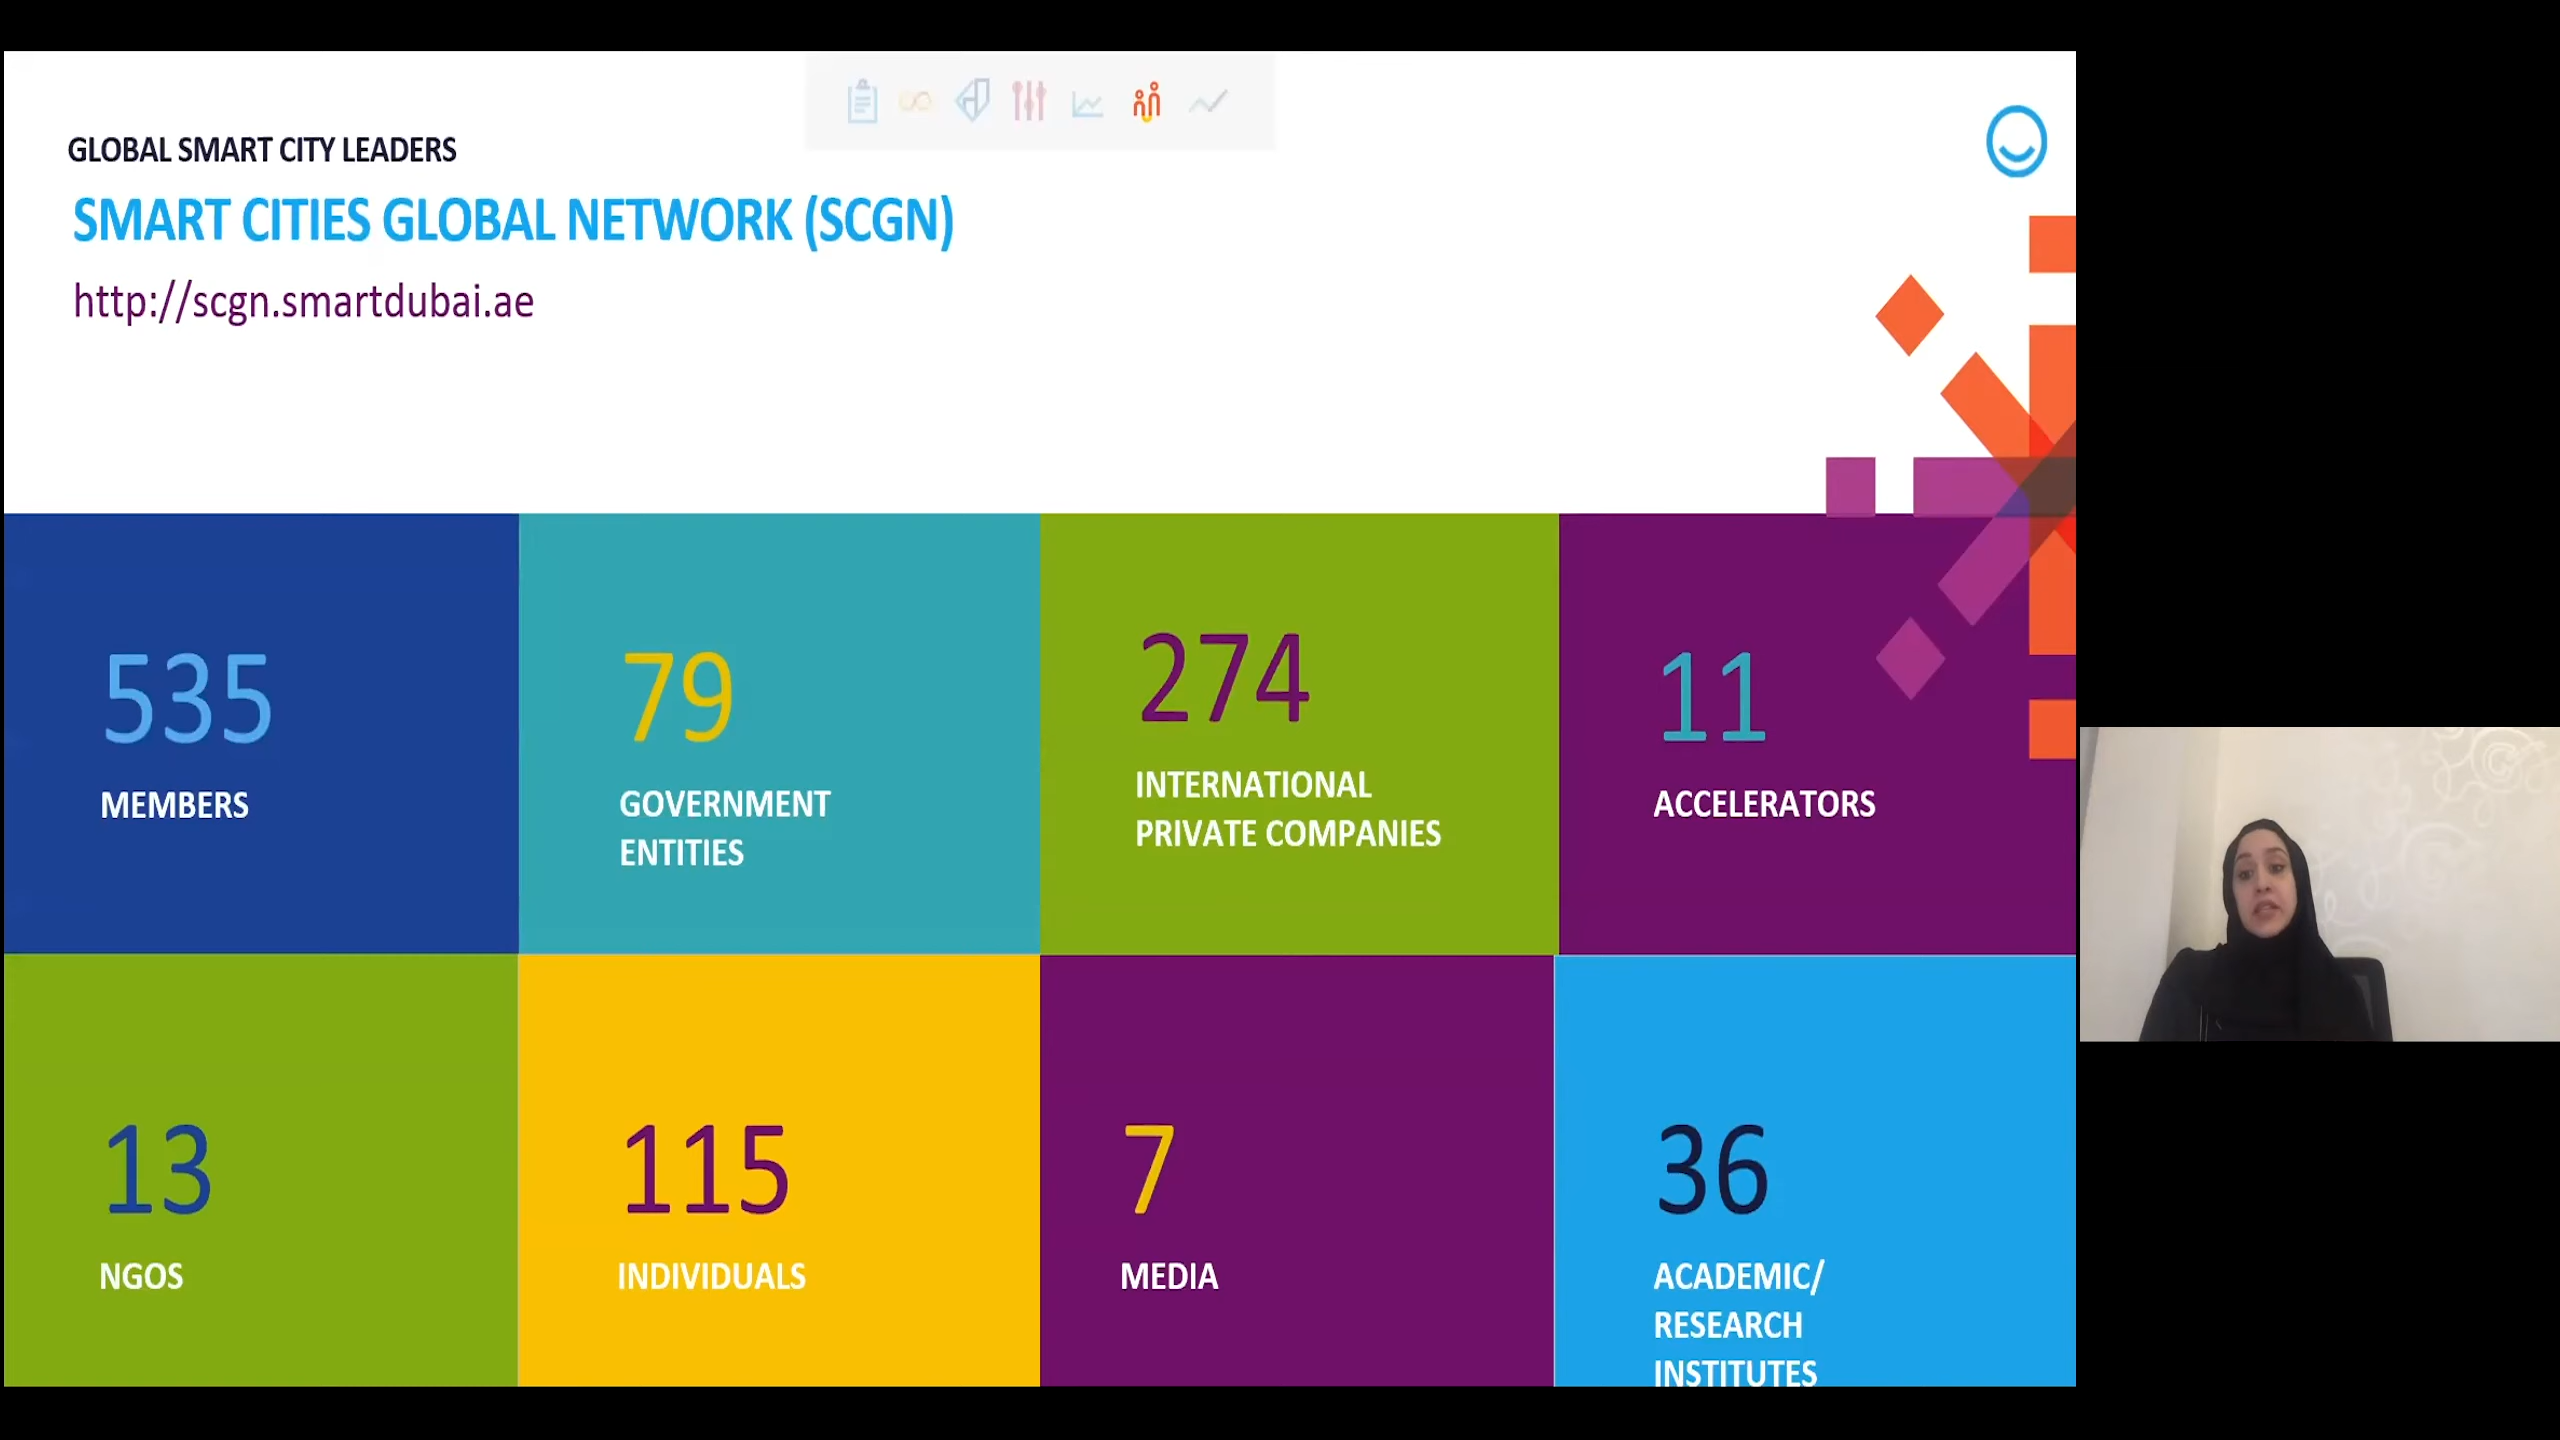 GLOBAL SMART CITY LEADERS
SMART CITIES GLOBAL NETWORK (SCGN)
http://scgn.smartdubai.ae
535
MEMBERS
79
GOVERNMENT
ENTITIES
274
INTERNATIONAL
PRIVATE COMPANIES
11
ACCELERATORS
13
NGOS
115
INDIVIDUALS
7
MEDIA
36
ACADEMIC/
RESEARCH
INSTITUTES